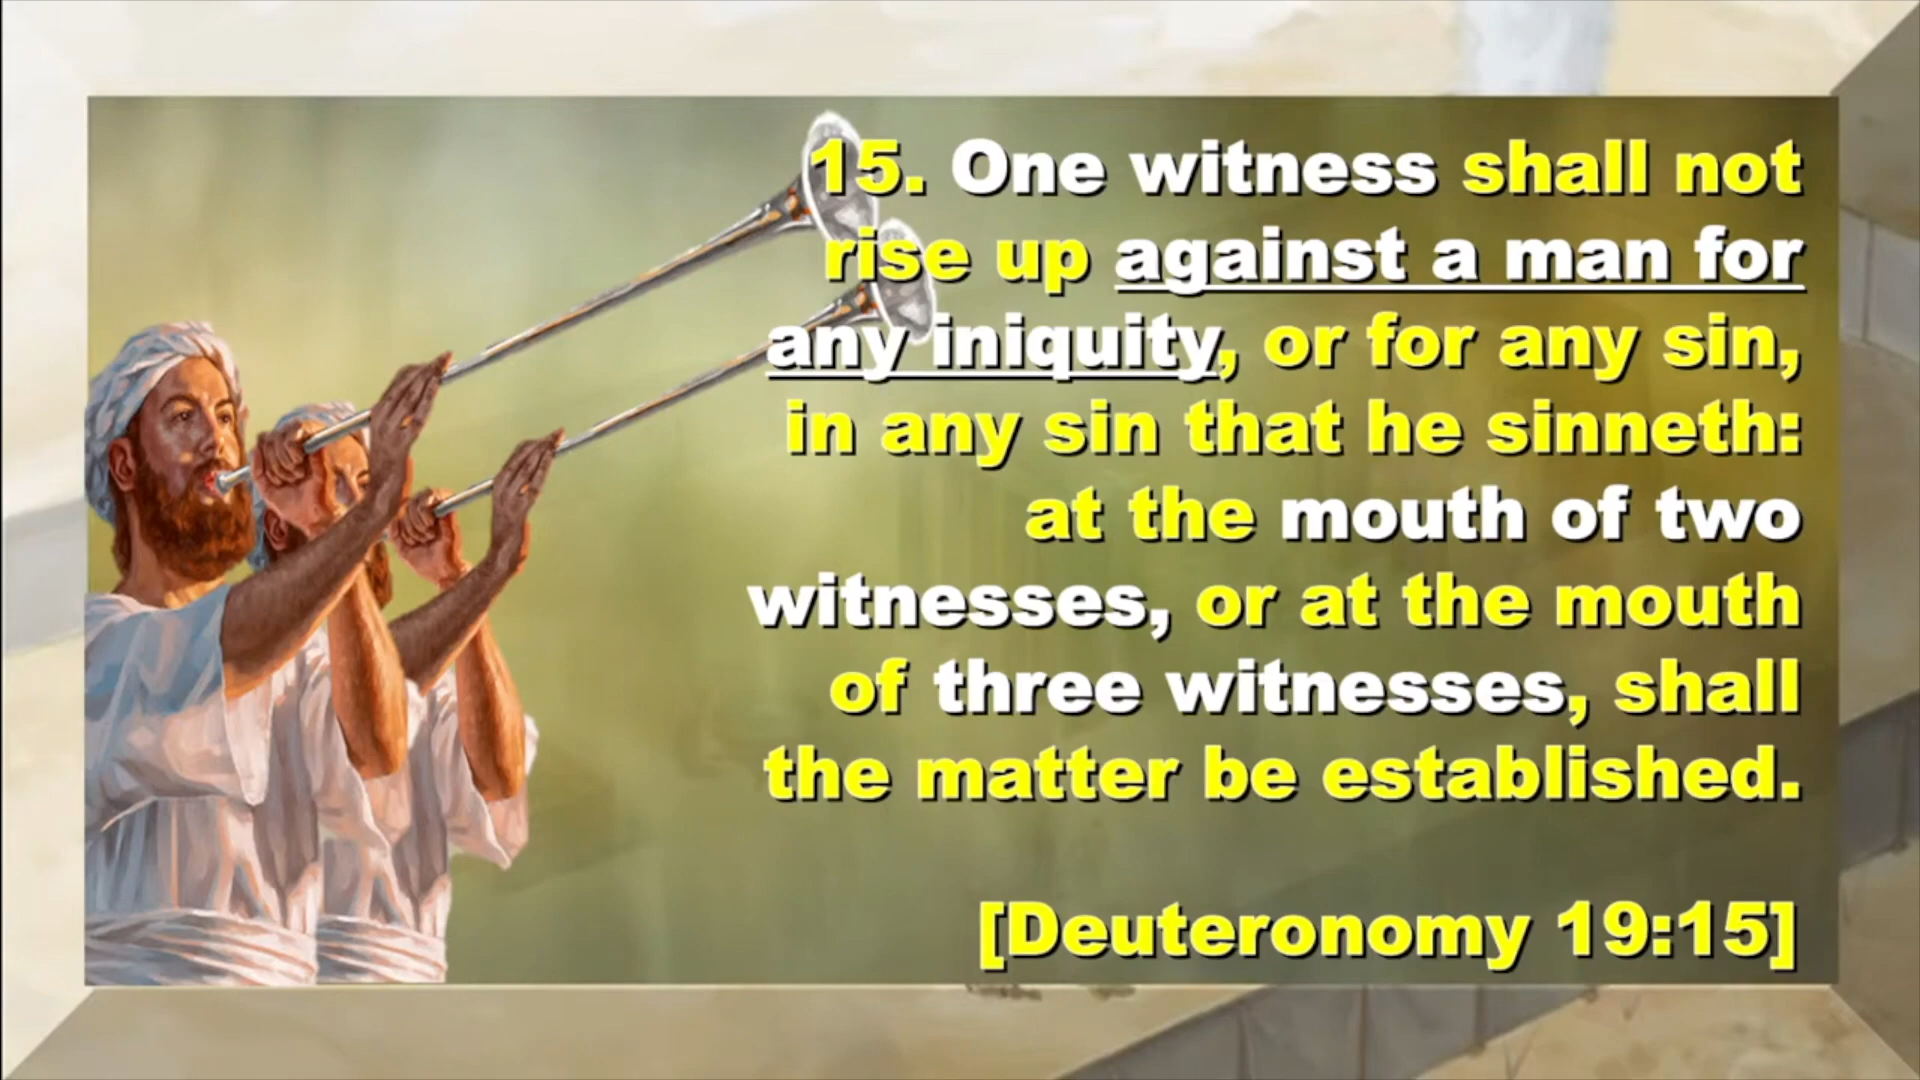 15. One witness shall not
rise up against a man for
any iniquity, or for any sin,
in any sin that he sinneth:
at the mouth of two
witnesses, or at the mouth
of three witnesses, shall
the matter be established.
[Deuteronomy 19:15]